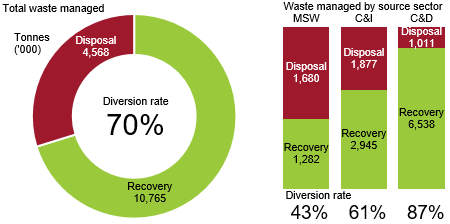 Total waste managed
Tonnes
('000)
Disposal
4,568
Diversion rate
70%
Recovery
10,765
Waste managed by source sector
MSW C&I C&D
Disposal
1,680
Disposal
1,877
Disposal
1,011
Recovery
1,282
Recovery
2,945
Recovery
6,538
Diversion rate
43% 61% 87%